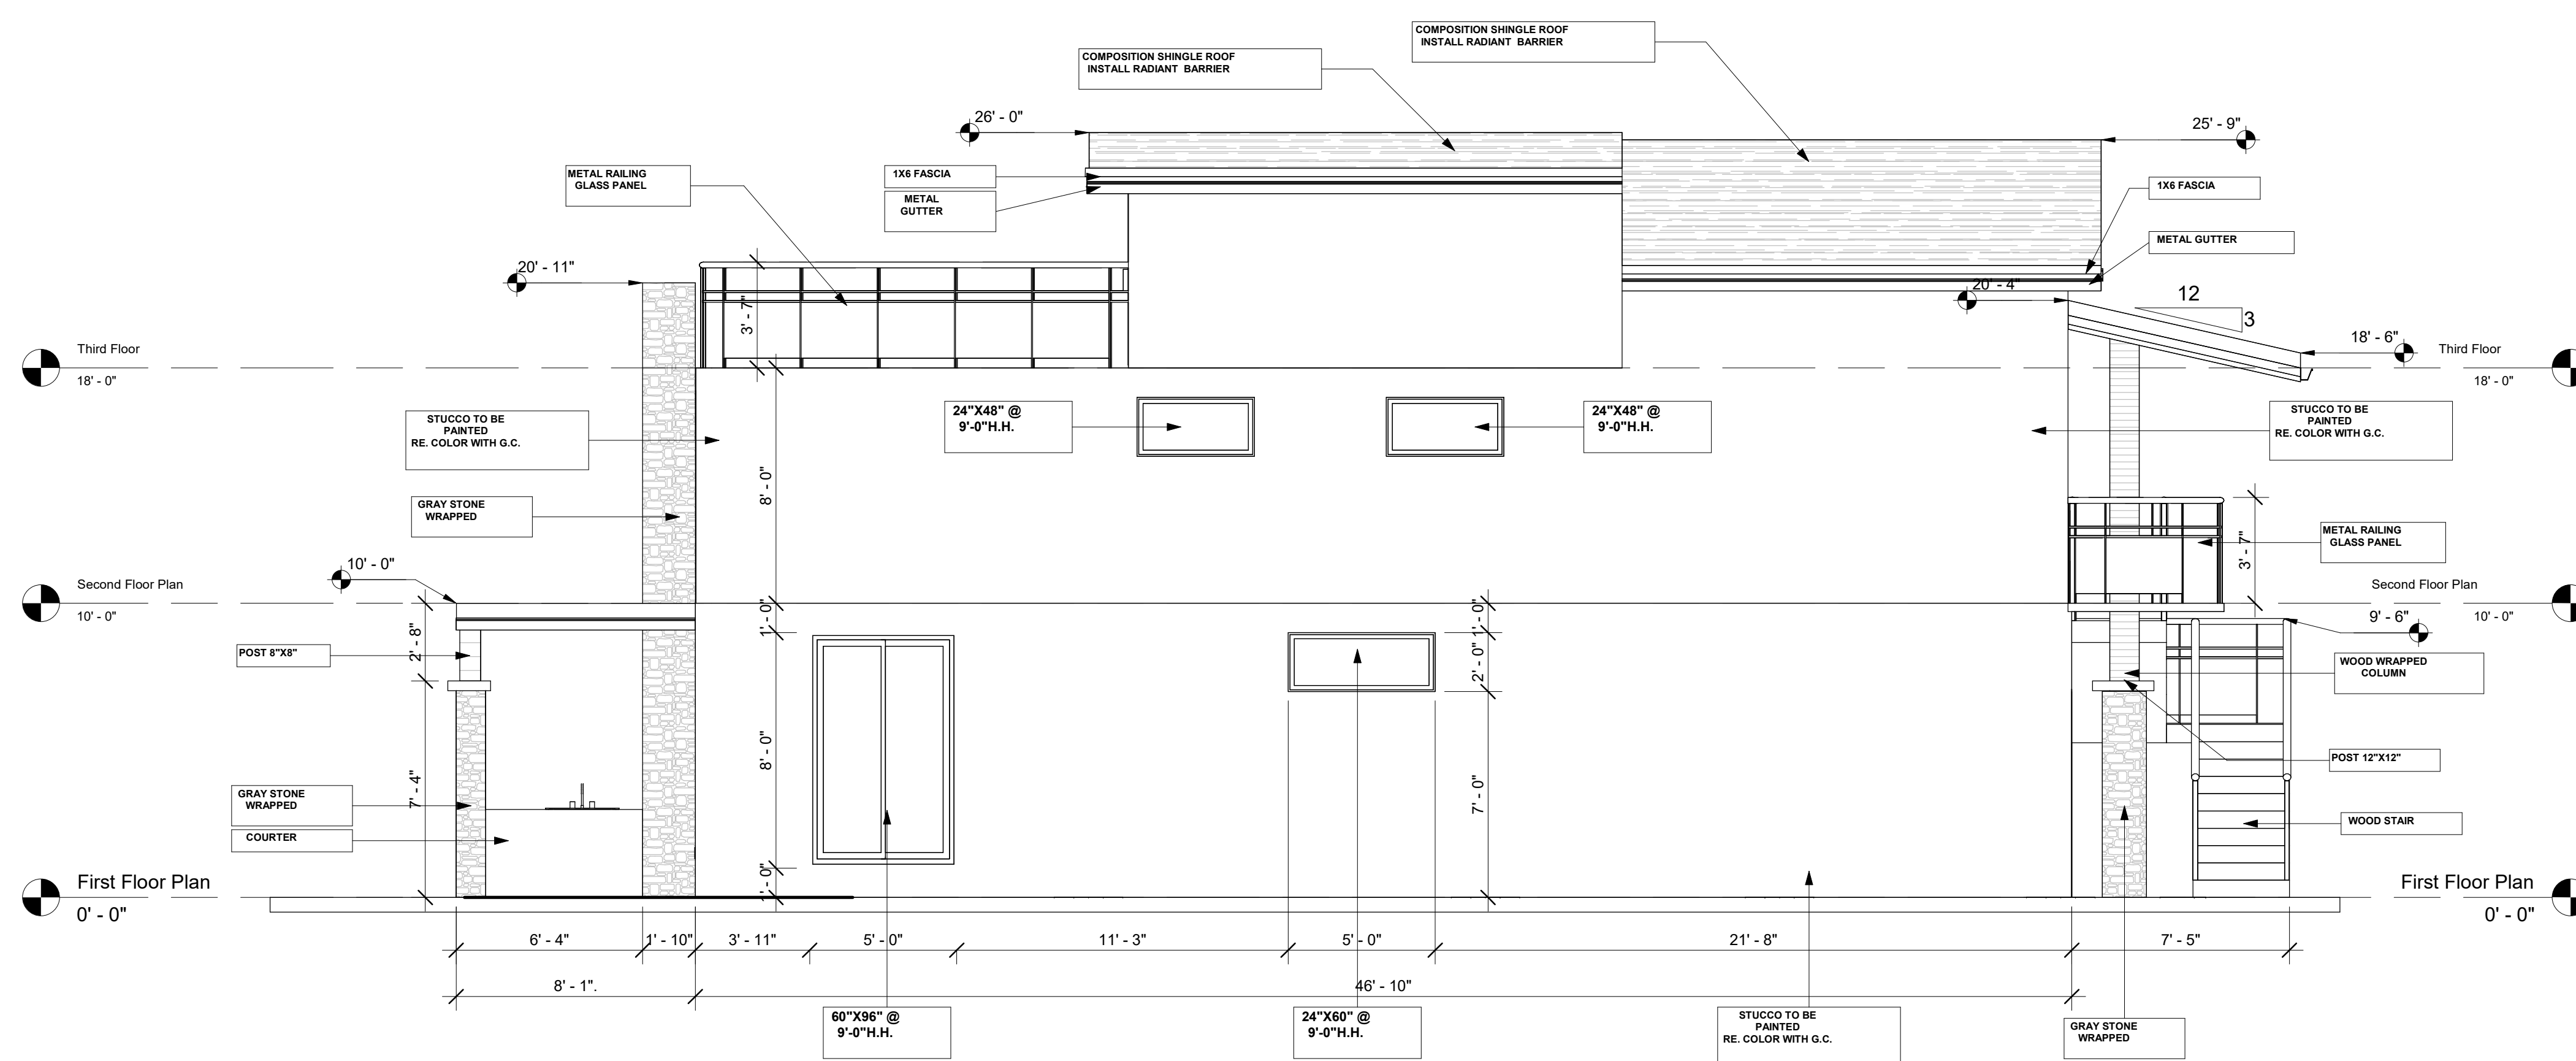 COMPOSITION SHINGLE ROOF
INSTALL RADIANT BARRIER
COMPOSITION SHINGLE ROOF
INSTALL RADIANT BARRIER
26' - 0"
25' - 9"
METAL RAILING
GLASS PANEL
1X6 FASCIA
METAL
GUTTER
1X6 FASCIA
METAL GUTTER
20' - 11"
20' - 4"
12
3
3' - 7"
18' - 6"
Third Floor
18' - 0"
Third Floor
18' - 0"
STUCCO TO BE
PAINTED
RE. COLOR WITH G.C.
24"X48" @
9'-0"H.H.
24"X48" @
9'-0"H.H.
STUCCO TO BE
PAINTED
RE. COLOR WITH G.C.
8' - 0"
GRAY STONE
WRAPPED
METAL RAILING
GLASS PANEL
3' - 7"
10' - 0"
Second Floor Plan
10' - 0"
Second Floor Plan
10' - 0"
9' - 6"
1' - 0"
1' - 0"
2' - 8"
2' - 0"
POST 8"X8"
WOOD WRAPPED
COLUMN
8' - 0"
7' - 4"
7' - 0"
POST 12"X12"
GRAY STONE
WRAPPED
COURTER
WOOD STAIR
1' - 0"
First Floor Plan
0' - 0"
First Floor Plan
0' - 0"
6' - 4"
1' - 10"
3' - 11"
5' - 0"
11' - 3"
5' - 0"
21' - 8"
7' - 5"
8' - 1".
46' - 10"
60"X96" @
9'-0"H.H.
24"X60" @
9'-0"H.H.
STUCCO TO BE
PAINTED
RE. COLOR WITH G.C.
GRAY STONE
WRAPPED